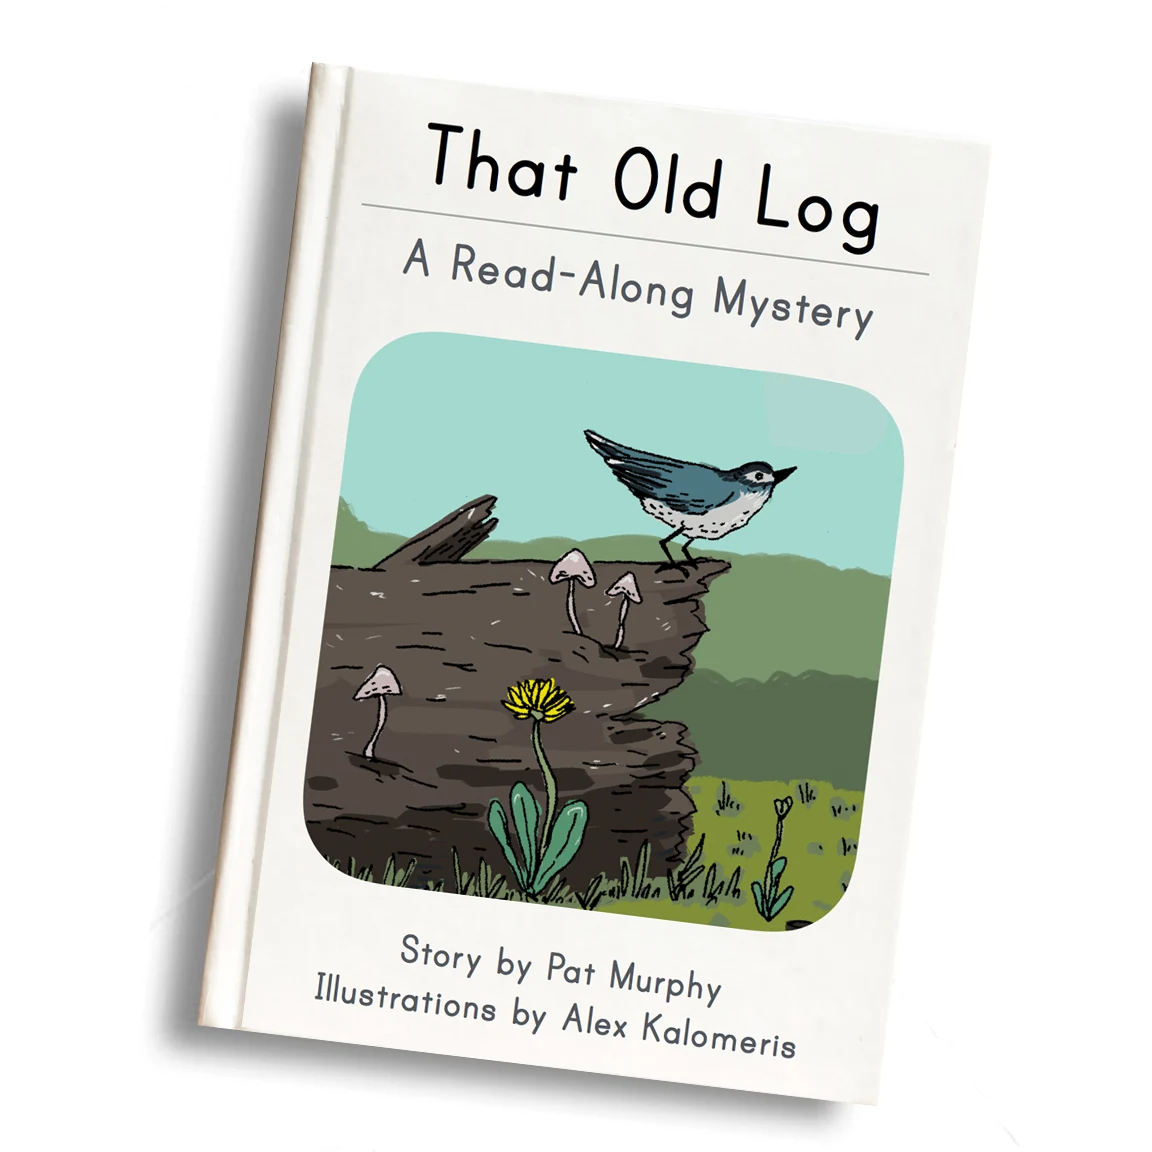 That Old Log
A Read-Along Mystery
Story by Pat Murphy
Illustrations by Alex Kalomeris